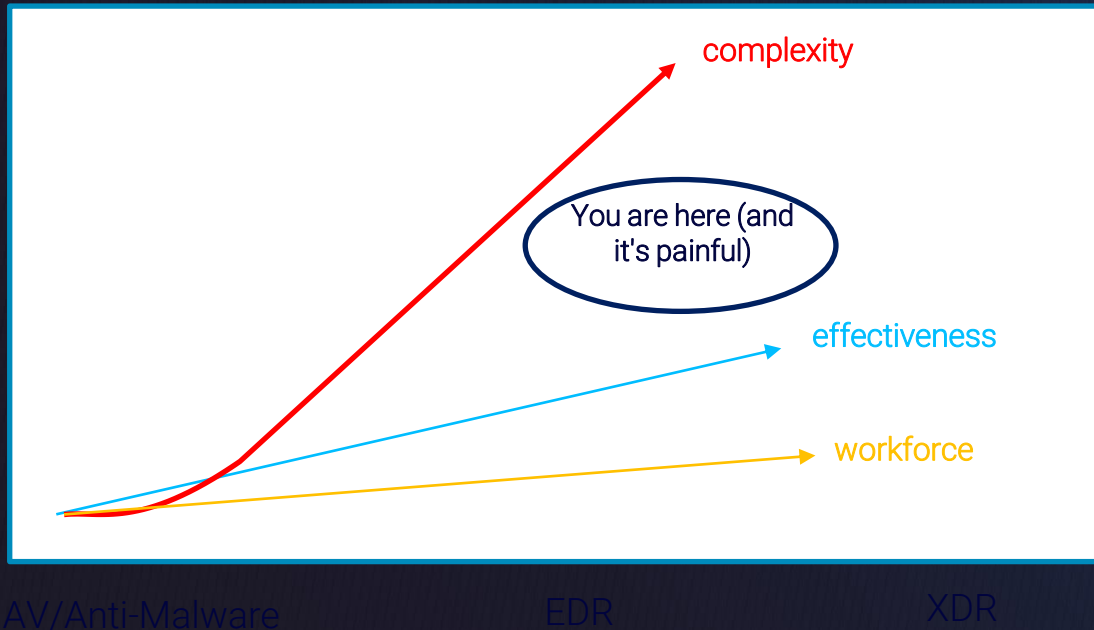 complexity
You are here (and
it's painful)
effectiveness
workforce
AV/Anti-Malware
EDR
XDR